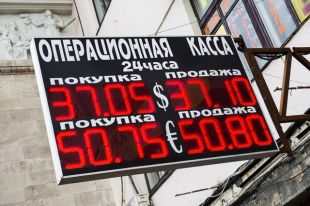 ОПЕРАЦИОННАЯ КАССА
24часа
покупка продажа
37.05 $ 37.10
покупка продажа
50.75 € 50.80